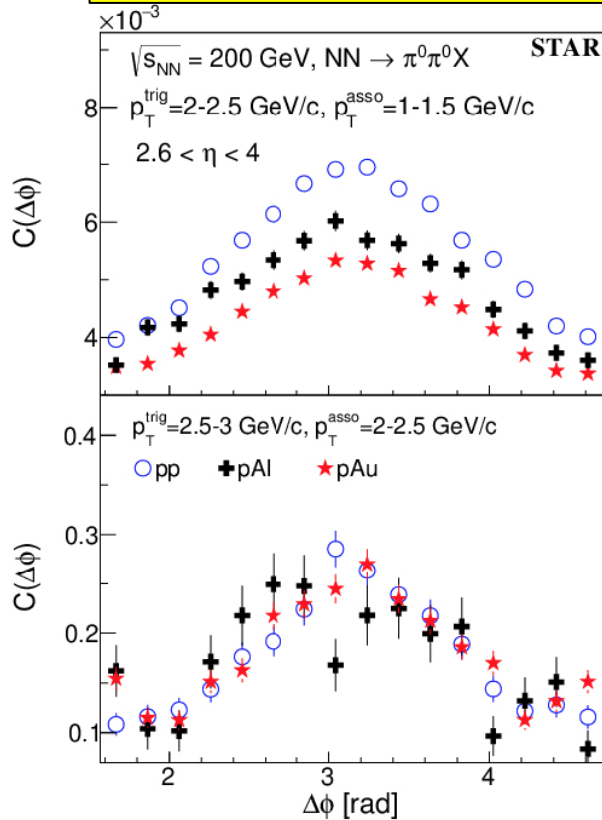 ×10⁻³
√s_NN = 200 GeV, NN → π⁰π⁰X STAR
p_T^trig=2-2.5 GeV/c, p_T^asso=1-1.5 GeV/c
2.6 < η < 4
8
6
4
C(Δϕ)
p_T^trig=2.5-3 GeV/c, p_T^asso=2-2.5 GeV/c
pp pAl pAu
0.4
0.3
0.2
0.1
C(Δϕ)
2 3 4
Δϕ [rad]